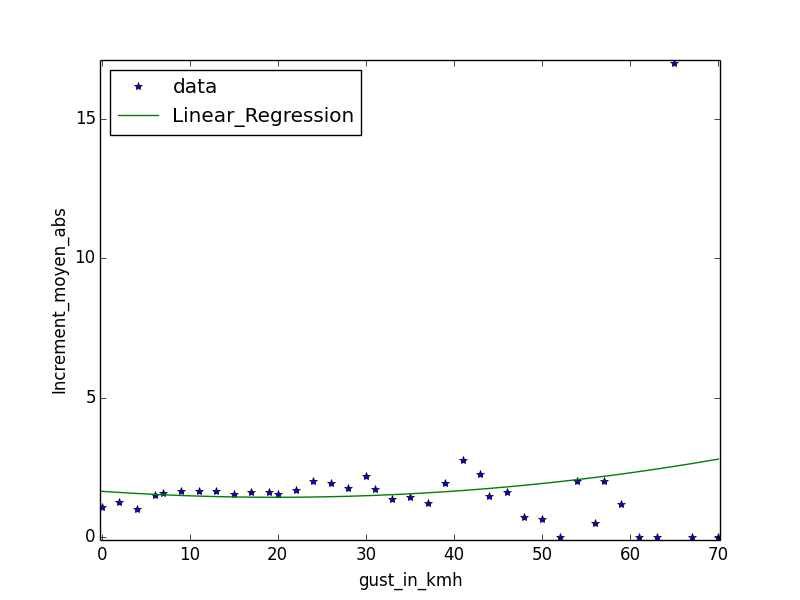 data
Linear_Regression
15
10
5
0
0 10 20 30 40 50 60 70
Increment_moyen_abs
gust_in_kmh